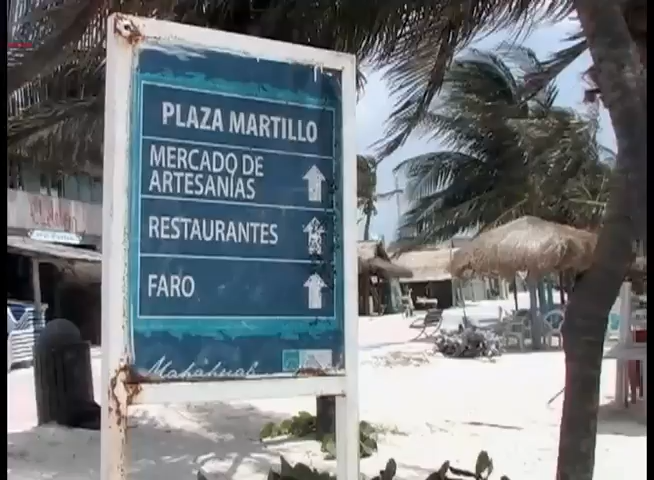 PLAZA MARTILLO
MERCADO DE
ARTESANÍAS
RESTAURANTES
FARO
Mahahual